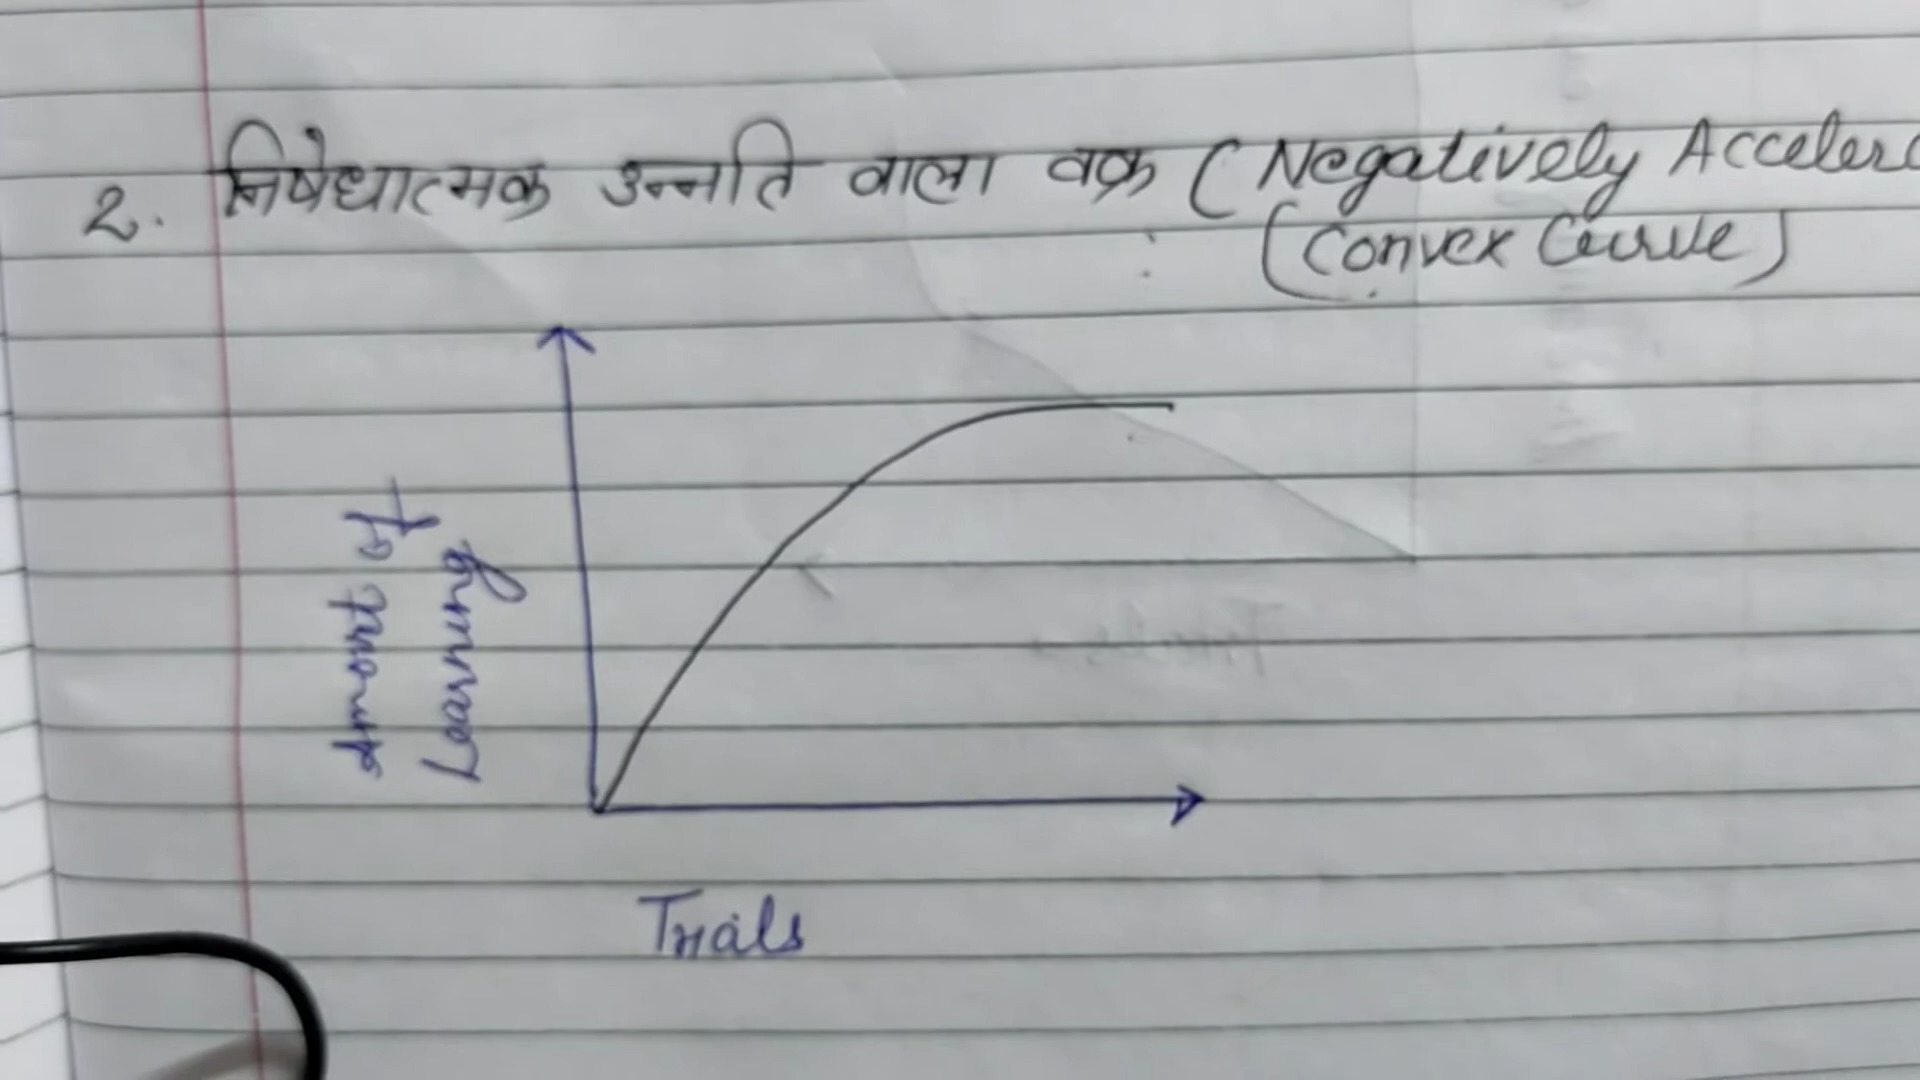 2. निषेधात्मक उन्नति वाला वक्र ( Negatively Acceler
(Convex Curve)
Amount of
Learning
Trials